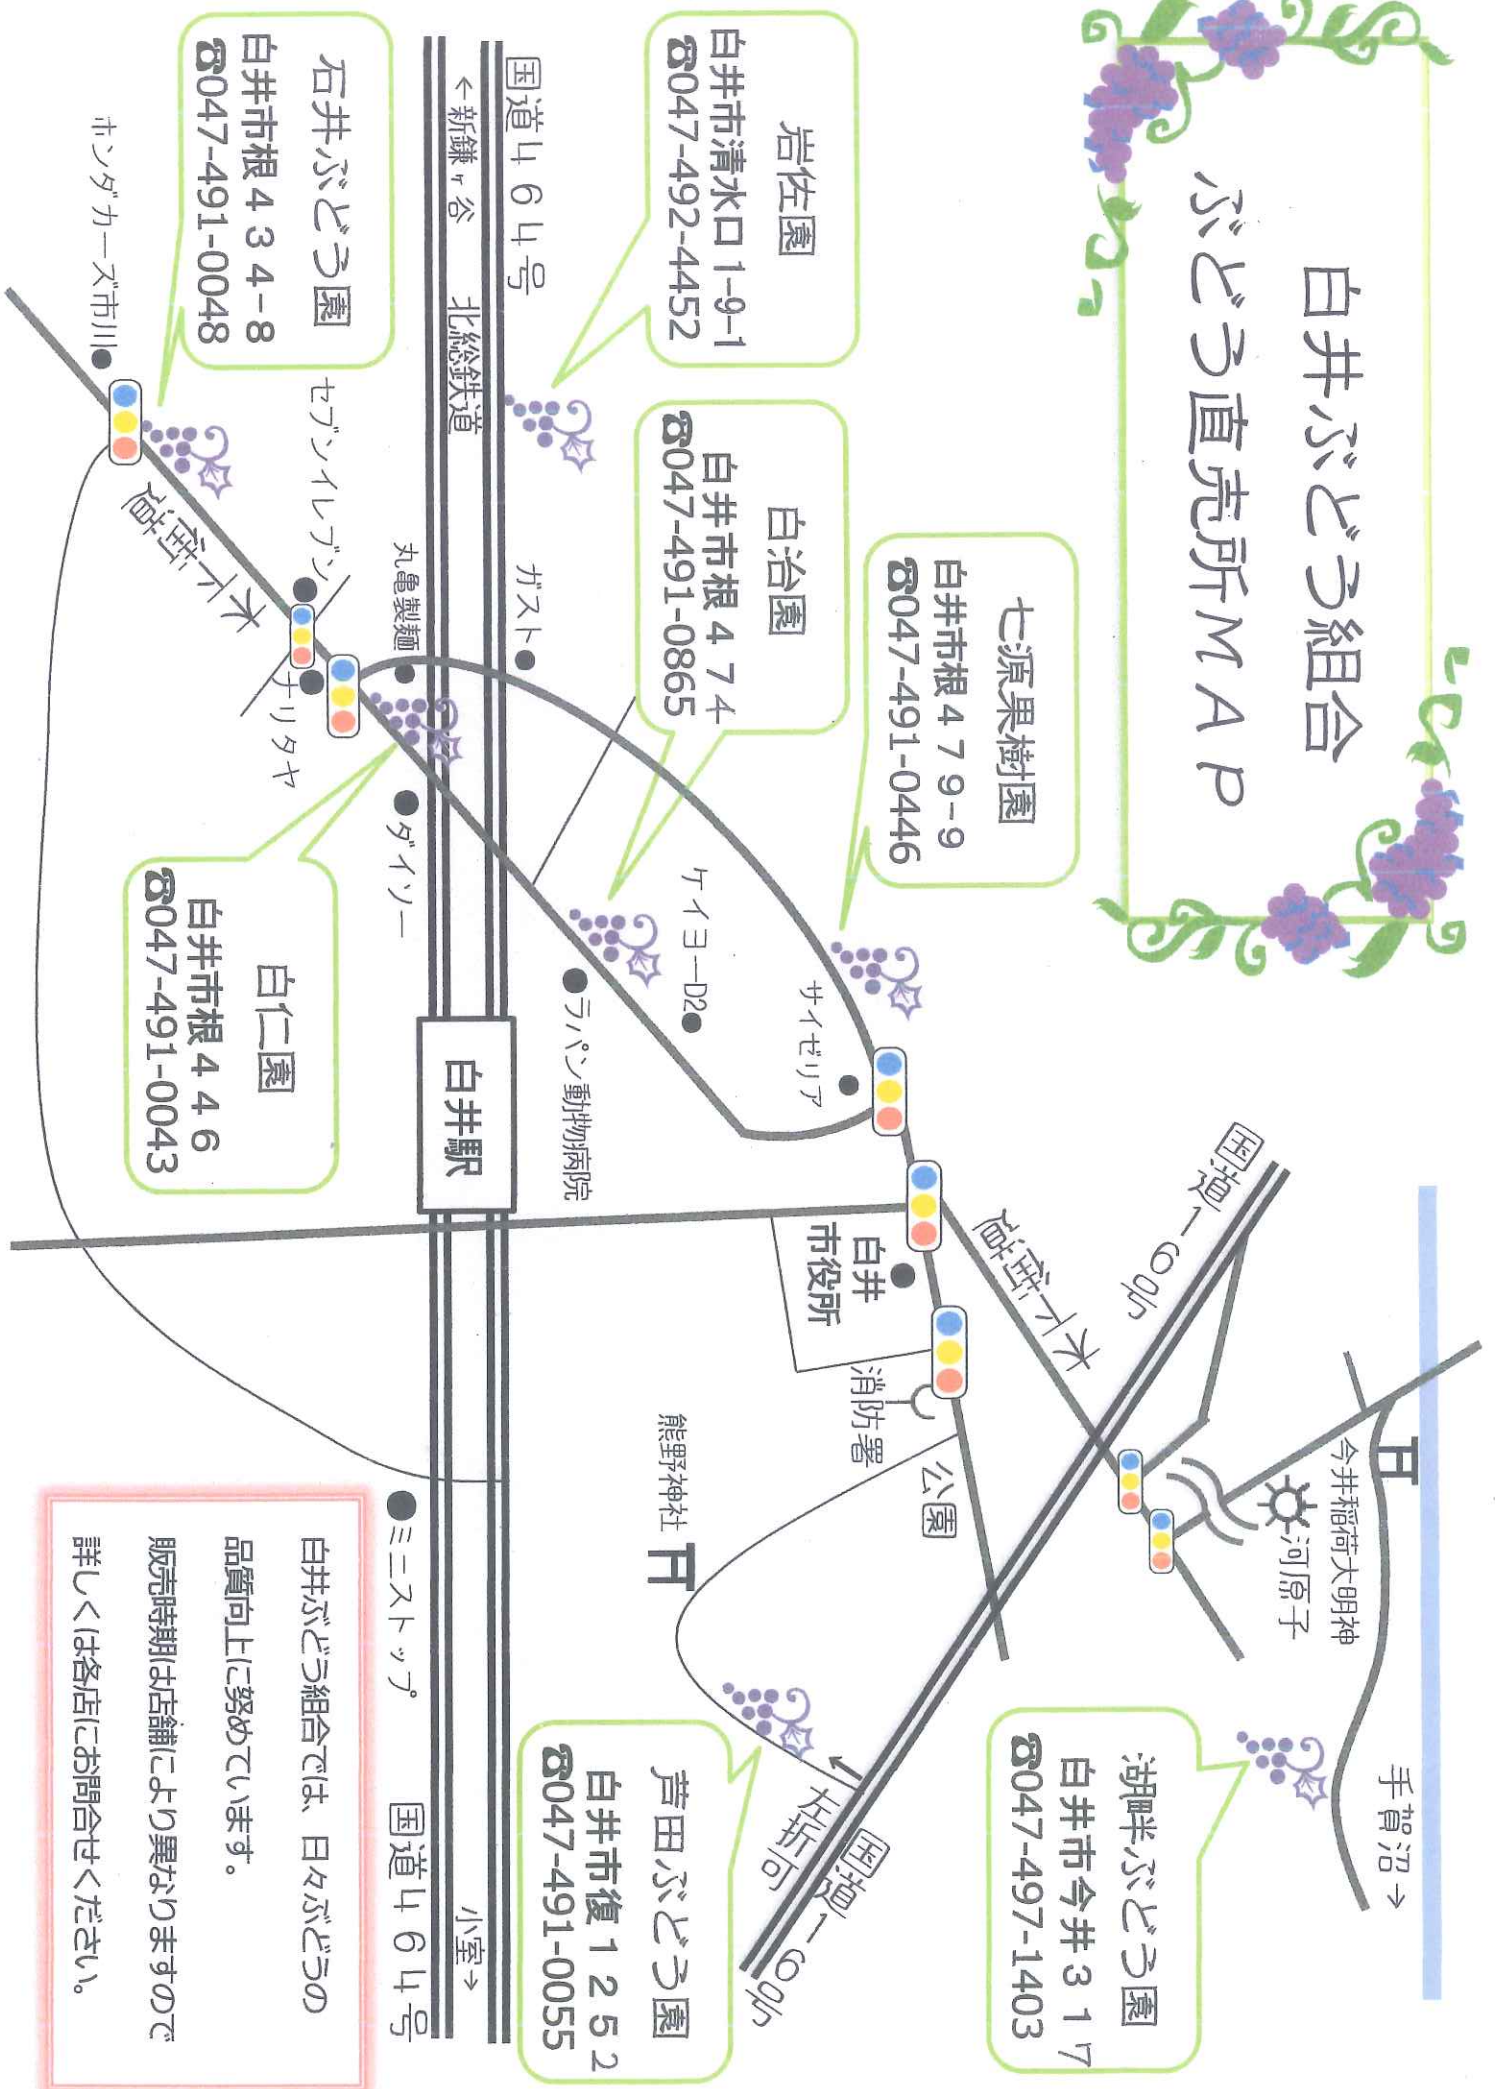 白井ぶどう組合
ぶどう直売所MAP
今井稲荷大明神
手賀沼→
河原子
国道16号
木下街道
湖畔ぶどう園
白井市今井317
☎047-497-1403
七源果樹園
白井市根479-9
☎047-491-0446
岩佐園
白井市清水口1-9-1
☎047-492-4452
白治園
白井市根474
☎047-491-0865
サイゼリア
白井
市役所
消防署
公園
国道16号
左折可
ケイヨーD2
熊野神社
芦田ぶどう園
白井市復1252
☎047-491-0055
ラパン動物病院
国道464号
ガスト
←新鎌ヶ谷
北総鉄道
白井駅
小室→
丸亀製麺
ダイソー
ミニストップ
国道464号
石井ぶどう園
白井市根434-8
☎047-491-0048
セブンイレブン
ナリタヤ
白仁園
白井市根446
☎047-491-0043
木下街道
ホンダカーズ市川
白井ぶどう組合では、日々ぶどうの
品質向上に努めています。
販売時期は店舗により異なりますので
詳しくは各店にお問合せください。